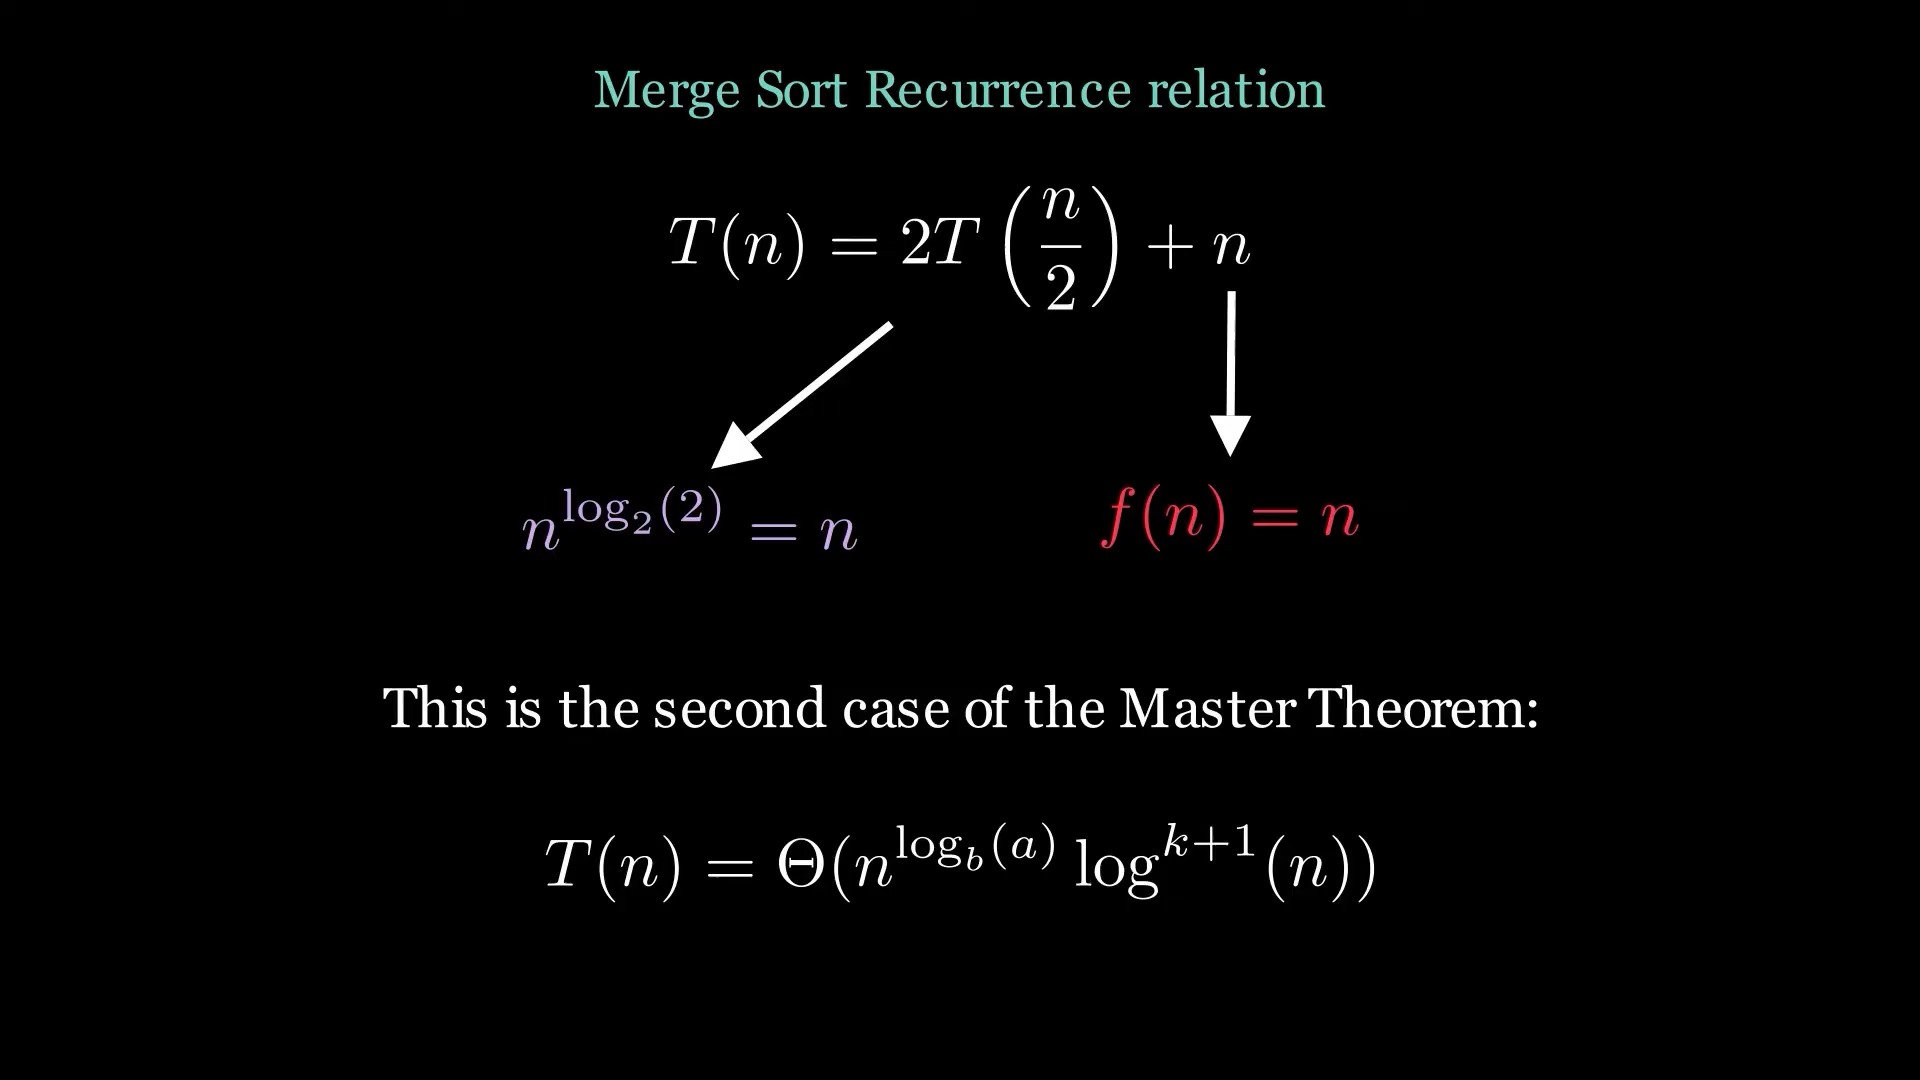 Merge Sort Recurrence relation
T(n) = 2T(n/2) + n
n^{log_2(2)} = n
f(n) = n
This is the second case of the Master Theorem:
T(n) = Θ(n^{log_b(a)} log^{k+1}(n))